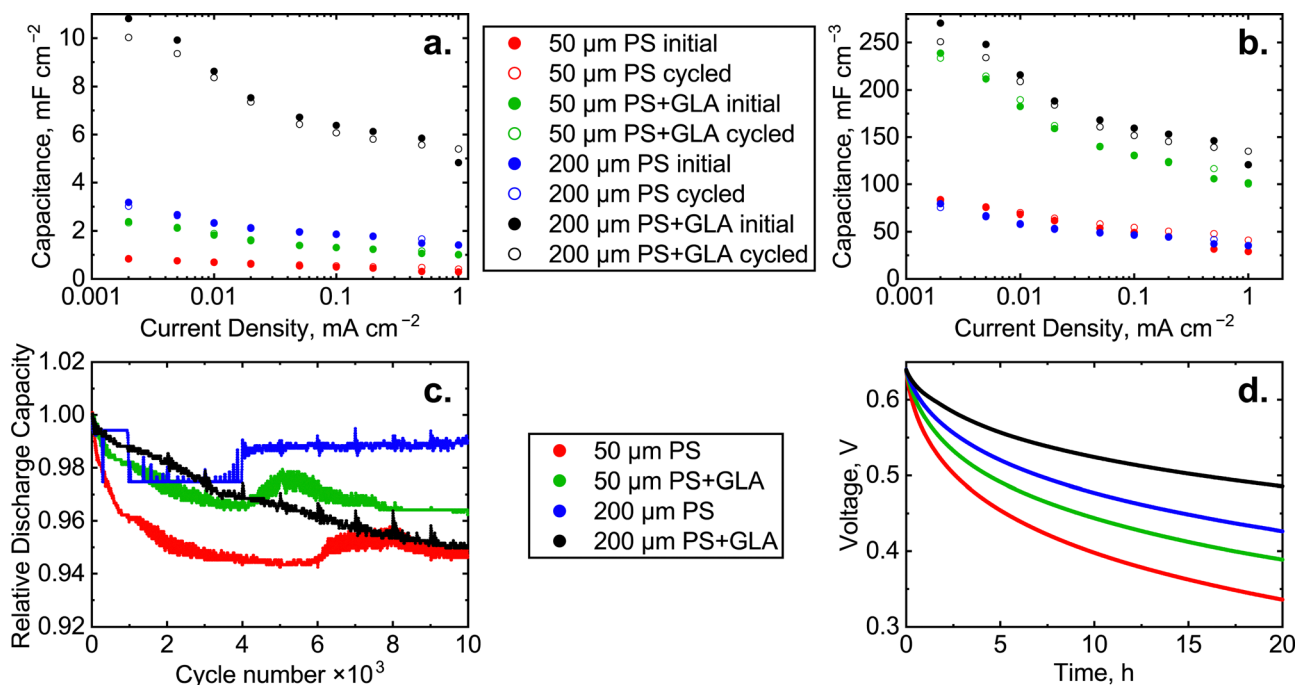 a.
Capacitance, mF cm⁻²
10
8
6
4
2
0
0.001
0.01
0.1
1
Current Density, mA cm⁻²
50 µm PS initial
50 µm PS cycled
50 µm PS+GLA initial
50 µm PS+GLA cycled
200 µm PS initial
200 µm PS cycled
200 µm PS+GLA initial
200 µm PS+GLA cycled
b.
Capacitance, mF cm⁻³
250
200
150
100
50
0
0.001
0.01
0.1
1
Current Density, mA cm⁻²
c.
Relative Discharge Capacity
1.02
1.00
0.98
0.96
0.94
0.92
0
2
4
6
8
10
Cycle number ×10³
50 µm PS
50 µm PS+GLA
200 µm PS
200 µm PS+GLA
d.
Voltage, V
0.6
0.5
0.4
0.3
0
5
10
15
20
Time, h